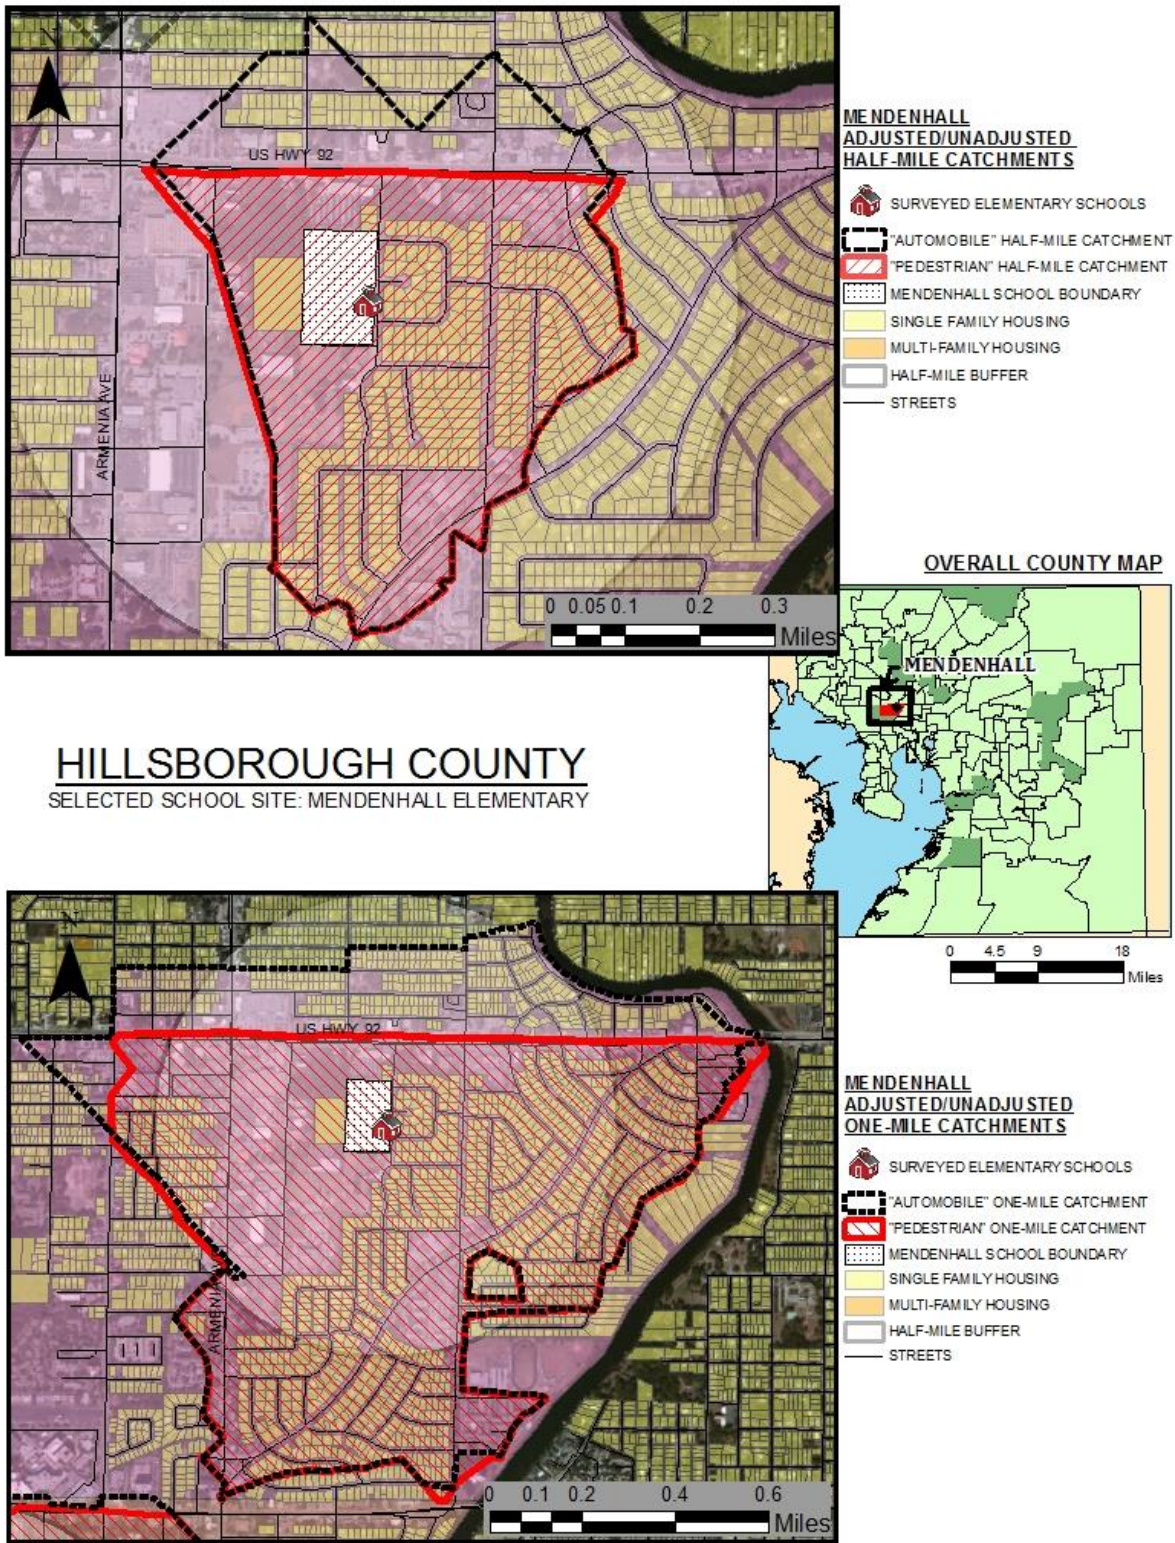 N
US HWY 92
ARMENIA AVE
0 0.05 0.1 0.2 0.3
Miles
MENDENHALL
ADJUSTED/UNADJUSTED
HALF-MILE CATCHMENTS
SURVEYED ELEMENTARY SCHOOLS
"AUTOMOBILE" HALF-MILE CATCHMENT
"PEDESTRIAN" HALF-MILE CATCHMENT
MENDENHALL SCHOOL BOUNDARY
SINGLE FAMILY HOUSING
MULTI-FAMILY HOUSING
HALF-MILE BUFFER
STREETS
OVERALL COUNTY MAP
MENDENHALL
0 4.5 9 18
Miles
HILLSBOROUGH COUNTY
SELECTED SCHOOL SITE: MENDENHALL ELEMENTARY
N
US HWY 92
ARMENIA
0 0.1 0.2 0.4 0.6
Miles
MENDENHALL
ADJUSTED/UNADJUSTED
ONE-MILE CATCHMENTS
SURVEYED ELEMENTARY SCHOOLS
"AUTOMOBILE" ONE-MILE CATCHMENT
"PEDESTRIAN" ONE-MILE CATCHMENT
MENDENHALL SCHOOL BOUNDARY
SINGLE FAMILY HOUSING
MULTI-FAMILY HOUSING
HALF-MILE BUFFER
STREETS